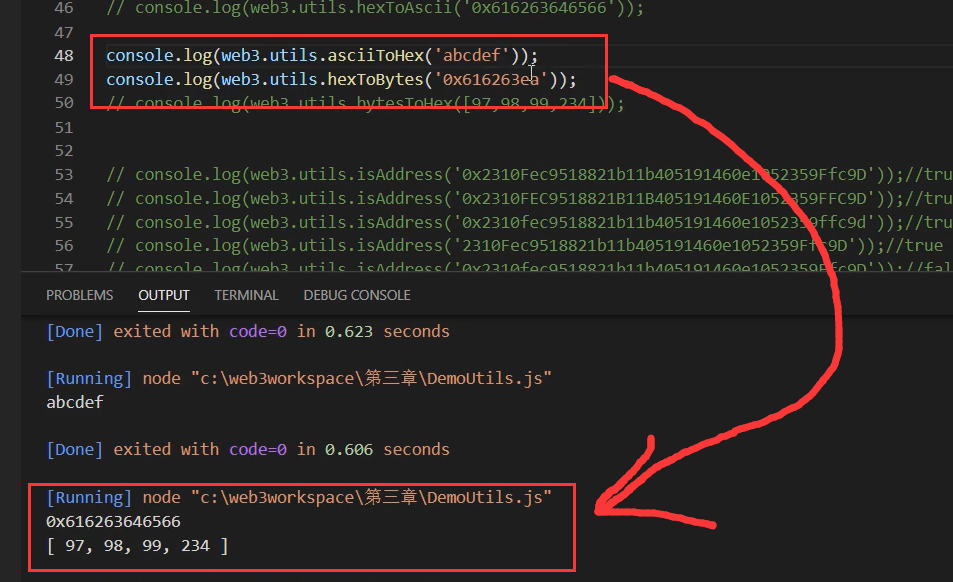 46 // console.log(web3.utils.hexToAscii('0x616263646566'));
47
48 console.log(web3.utils.asciiToHex('abcdef'));
49 console.log(web3.utils.hexToBytes('0x616263ea'));
50 // console.log(web3.utils.bytesToHex([97,98,99,234]));
51
52
53 // console.log(web3.utils.isAddress('0x2310Fec9518821b11b405191460e1052359Ffc9D'));//tru
54 // console.log(web3.utils.isAddress('0x2310FEC9518821B11B405191460E1052359FFC9D'));//tru
55 // console.log(web3.utils.isAddress('0x2310fec9518821b11b405191460e1052359ffc9d'));//tru
56 // console.log(web3.utils.isAddress('2310Fec9518821b11b405191460e1052359Ffc9D'));//true
57 // console.log(web3.utils.isAddress('0x2310fec9518821b11b405191460e1052359Ffc9D'));//fal
PROBLEMS OUTPUT TERMINAL DEBUG CONSOLE
[Done] exited with code=0 in 0.623 seconds
[Running] node "c:\web3workspace\第三章\DemoUtils.js"
abcdef
[Done] exited with code=0 in 0.606 seconds
[Running] node "c:\web3workspace\第三章\DemoUtils.js"
0x616263646566
[ 97, 98, 99, 234 ]